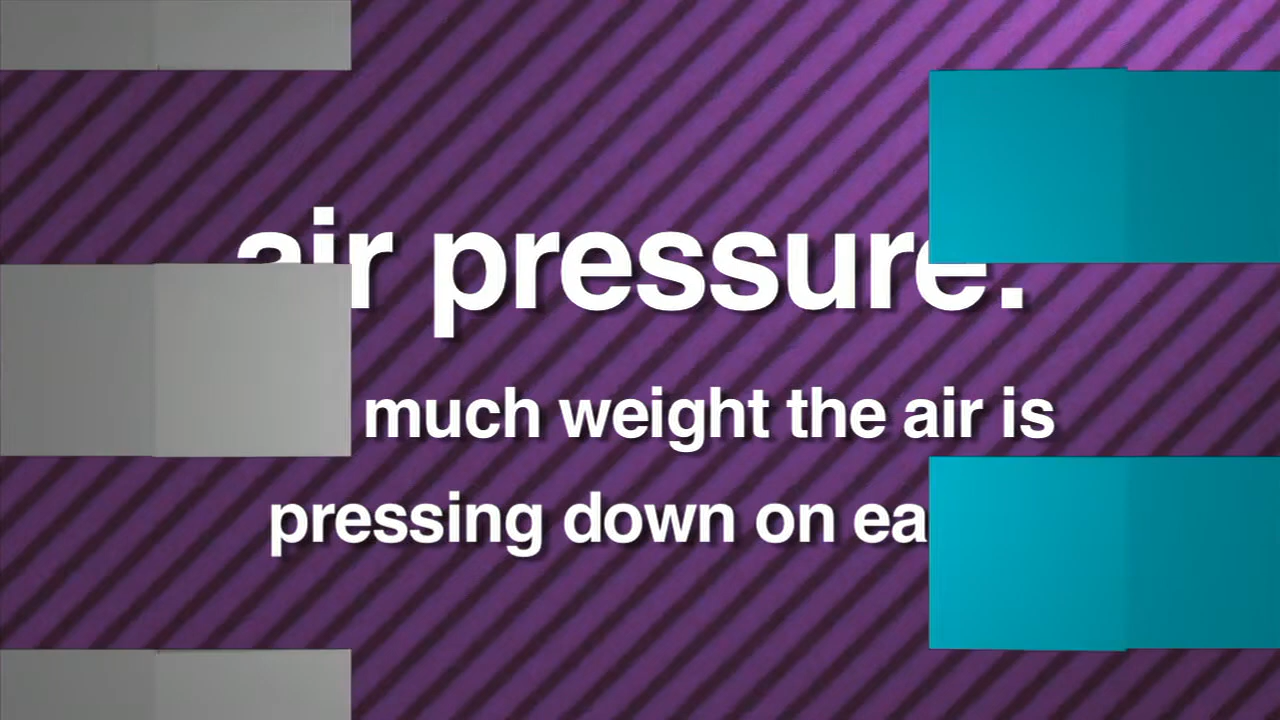 air pressure.
much weight the air is
pressing down on ea